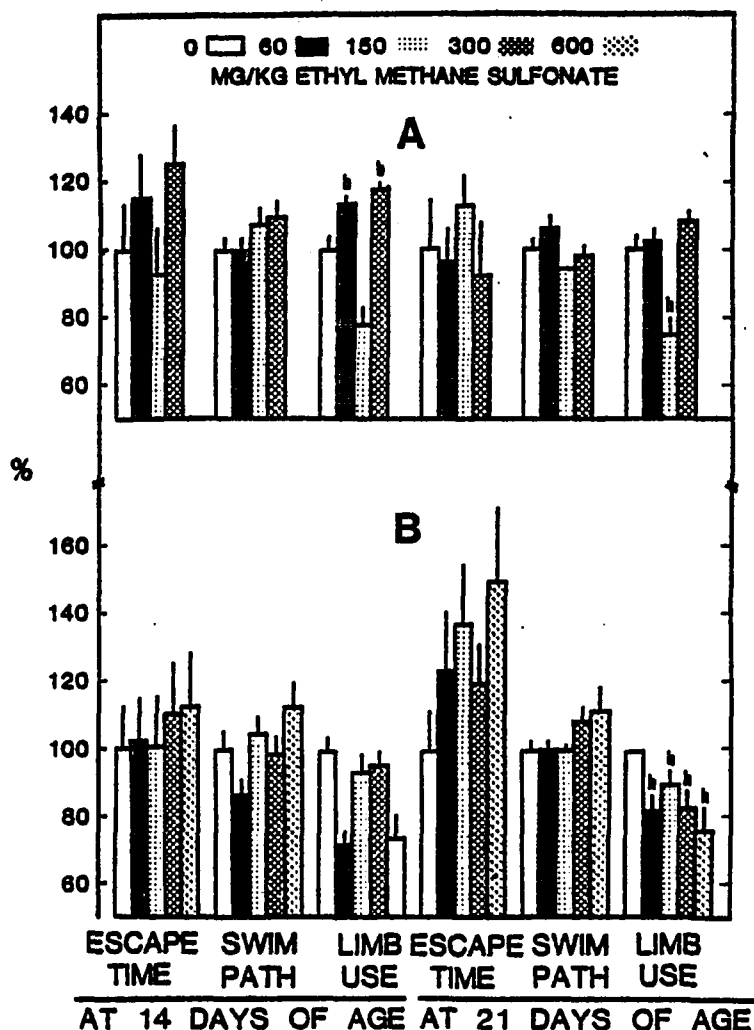 0 60 150 300 600
MG/KG ETHYL METHANE SULFONATE
A
140
120
100
80
60
h h
h
%
B
160
140
120
100
80
60
h h h h
ESCAPE TIME SWIM PATH LIMB USE ESCAPE TIME SWIM PATH LIMB USE
AT 14 DAYS OF AGE AT 21 DAYS OF AGE